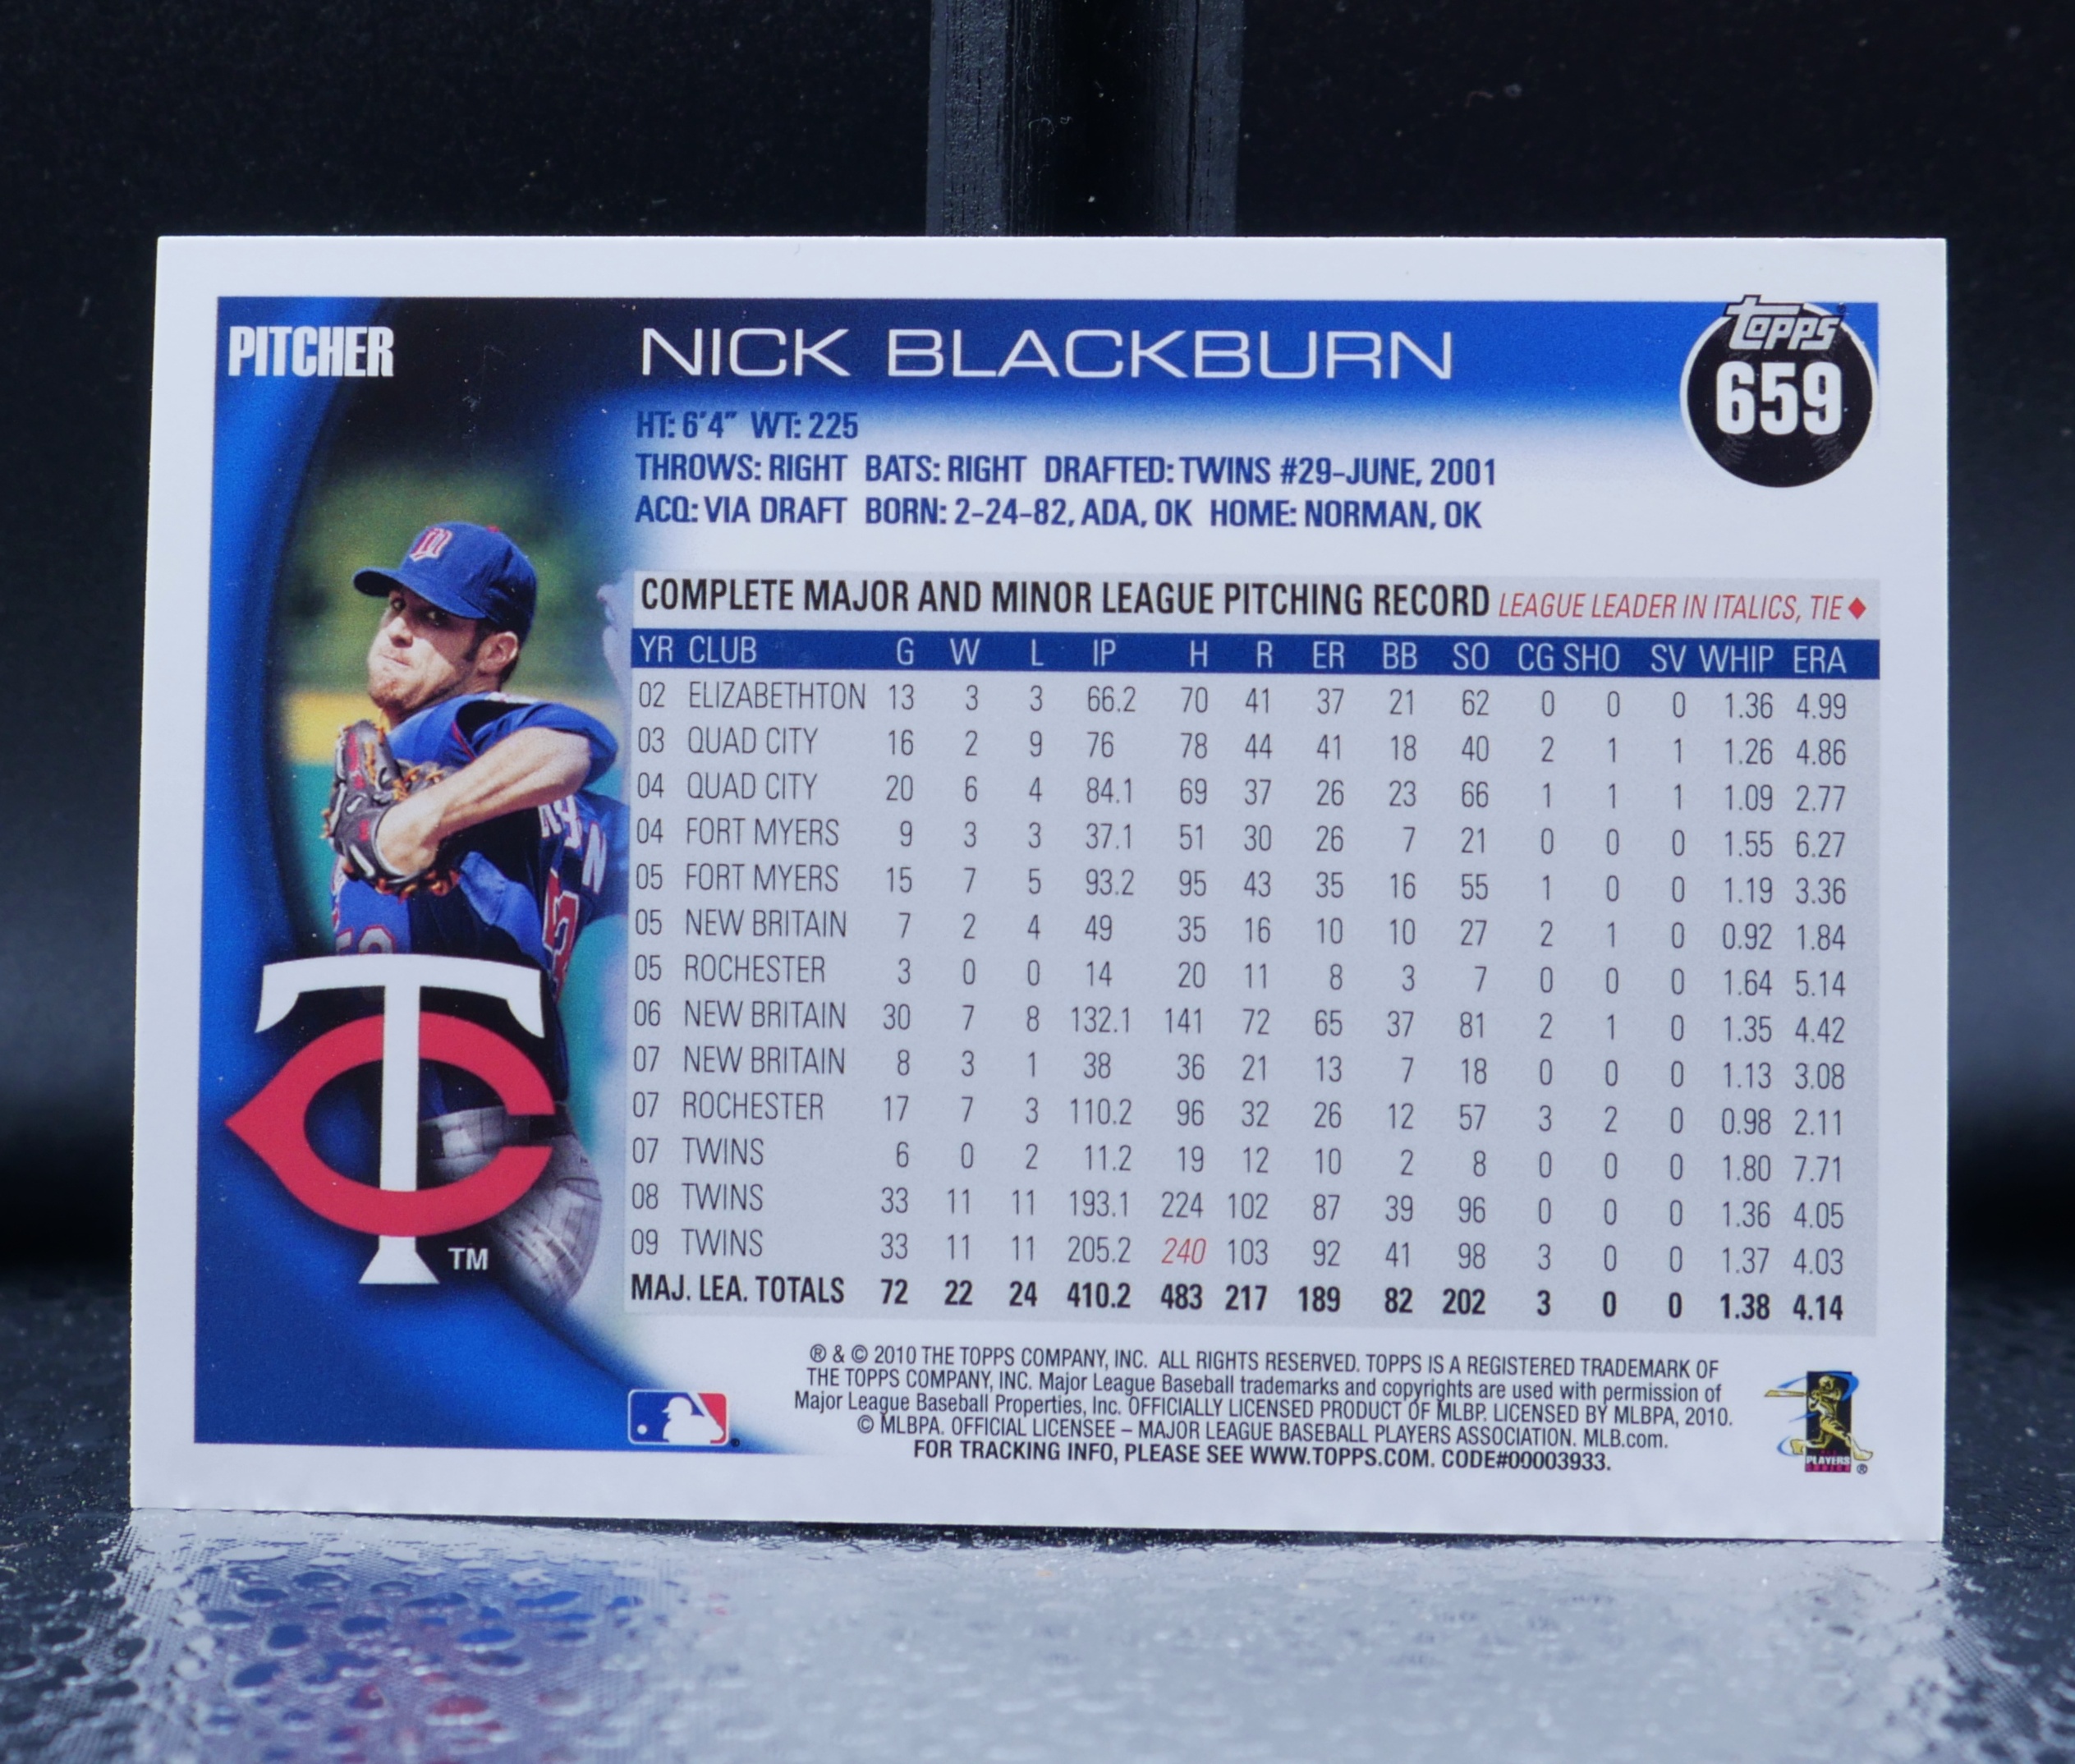 PITCHER
NICK BLACKBURN
topps
659
HT: 6'4" WT: 225
THROWS: RIGHT BATS: RIGHT DRAFTED: TWINS #29-JUNE, 2001
ACQ: VIA DRAFT BORN: 2-24-82, ADA, OK HOME: NORMAN, OK
COMPLETE MAJOR AND MINOR LEAGUE PITCHING RECORD LEAGUE LEADER IN ITALICS, TIE ♦
YR CLUB G W L IP H R ER BB SO CG SHO SV WHIP ERA
02 ELIZABETHTON 13 3 3 66.2 70 41 37 21 62 0 0 0 1.36 4.99
03 QUAD CITY 16 2 9 76 78 44 41 18 40 2 1 1 1.26 4.86
04 QUAD CITY 20 6 4 84.1 69 37 26 23 66 1 1 1 1.09 2.77
04 FORT MYERS 9 3 3 37.1 51 30 26 7 21 0 0 0 1.55 6.27
05 FORT MYERS 15 7 5 93.2 95 43 35 16 55 1 0 0 1.19 3.36
05 NEW BRITAIN 7 2 4 49 35 16 10 10 27 2 1 0 0.92 1.84
05 ROCHESTER 3 0 0 14 20 11 8 3 7 0 0 0 1.64 5.14
06 NEW BRITAIN 30 7 8 132.1 141 72 65 37 81 2 1 0 1.35 4.42
07 NEW BRITAIN 8 3 1 38 36 21 13 7 18 0 0 0 1.13 3.08
07 ROCHESTER 17 7 3 110.2 96 32 26 12 57 3 2 0 0.98 2.11
07 TWINS 6 0 2 11.2 19 12 10 2 8 0 0 0 1.80 7.71
08 TWINS 33 11 11 193.1 224 102 87 39 96 0 0 0 1.36 4.05
09 TWINS 33 11 11 205.2 240 103 92 41 98 3 0 0 1.37 4.03
MAJ. LEA. TOTALS 72 22 24 410.2 483 217 189 82 202 3 0 0 1.38 4.14
TC
TM
® & © 2010 THE TOPPS COMPANY, INC. ALL RIGHTS RESERVED. TOPPS IS A REGISTERED TRADEMARK OF
THE TOPPS COMPANY, INC. Major League Baseball trademarks and copyrights are used with permission of
Major League Baseball Properties, Inc. OFFICIALLY LICENSED PRODUCT OF MLBP. LICENSED BY MLBPA, 2010.
© MLBPA. OFFICIAL LICENSEE – MAJOR LEAGUE BASEBALL PLAYERS ASSOCIATION. MLB.com.
FOR TRACKING INFO, PLEASE SEE WWW.TOPPS.COM. CODE#00003933.
PLAYERS